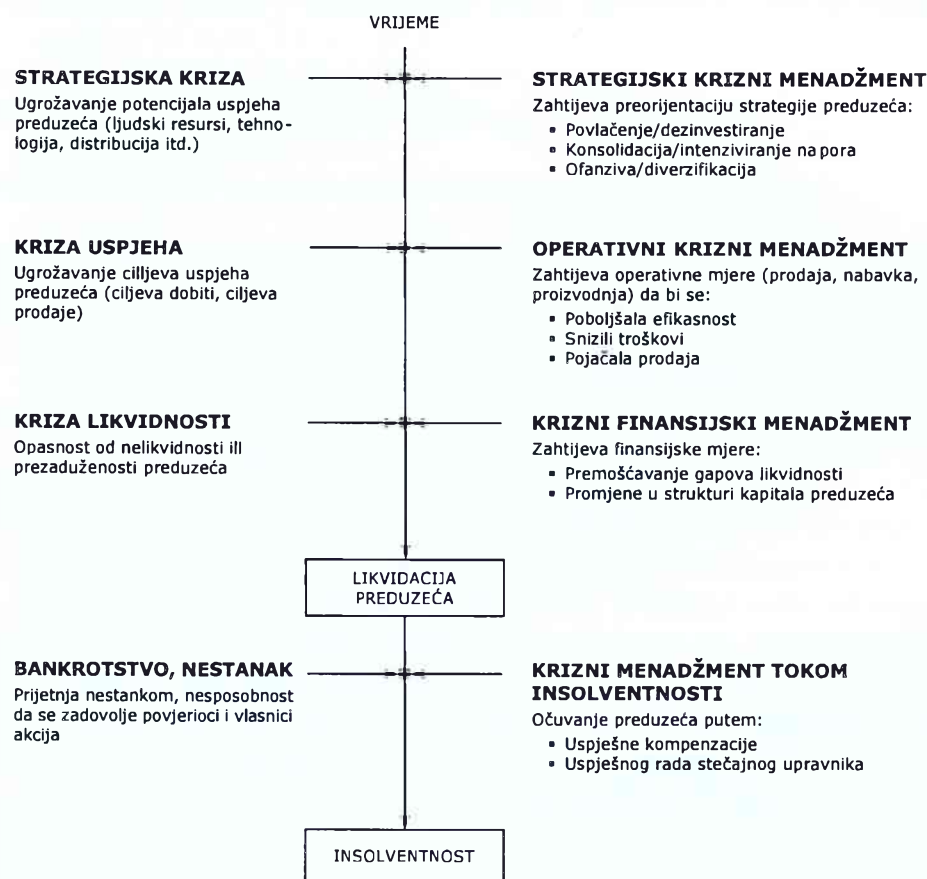 VRIJEME
STRATEGIJSKA KRIZA
Ugrožavanje potencijala uspjeha
preduzeća (ljudski resursi, tehno-
logija, distribucija itd.)
STRATEGIJSKI KRIZNI MENADŽMENT
Zahtijeva preorijentaciju strategije preduzeća:
▪ Povlačenje/dezinvestiranje
▪ Konsolidacija/intenziviranje napora
▪ Ofanziva/diverzifikacija
KRIZA USPJEHA
Ugrožavanje cilljeva uspjeha
preduzeća (ciljeva dobiti, ciljeva
prodaje)
OPERATIVNI KRIZNI MENADŽMENT
Zahtijeva operativne mjere (prodaja, nabavka,
proizvodnja) da bi se:
▪ Poboljšala efikasnost
▪ Snizili troškovi
▪ Pojačala prodaja
KRIZA LIKVIDNOSTI
Opasnost od nelikvidnosti ill
prezaduženosti preduzeća
KRIZNI FINANSIJSKI MENADŽMENT
Zahtijeva finansijske mjere:
▪ Premošćavanje gapova likvidnosti
▪ Promjene u strukturi kapitala preduzeća
LIKVIDACIJA
PREDUZEĆA
BANKROTSTVO, NESTANAK
Prijetnja nestankom, nesposobnost
da se zadovolje povjerioci i vlasnici
akcija
KRIZNI MENADŽMENT TOKOM
INSOLVENTNOSTI
Očuvanje preduzeća putem:
▪ Uspješne kompenzacije
▪ Uspješnog rada stečajnog upravnika
INSOLVENTNOST